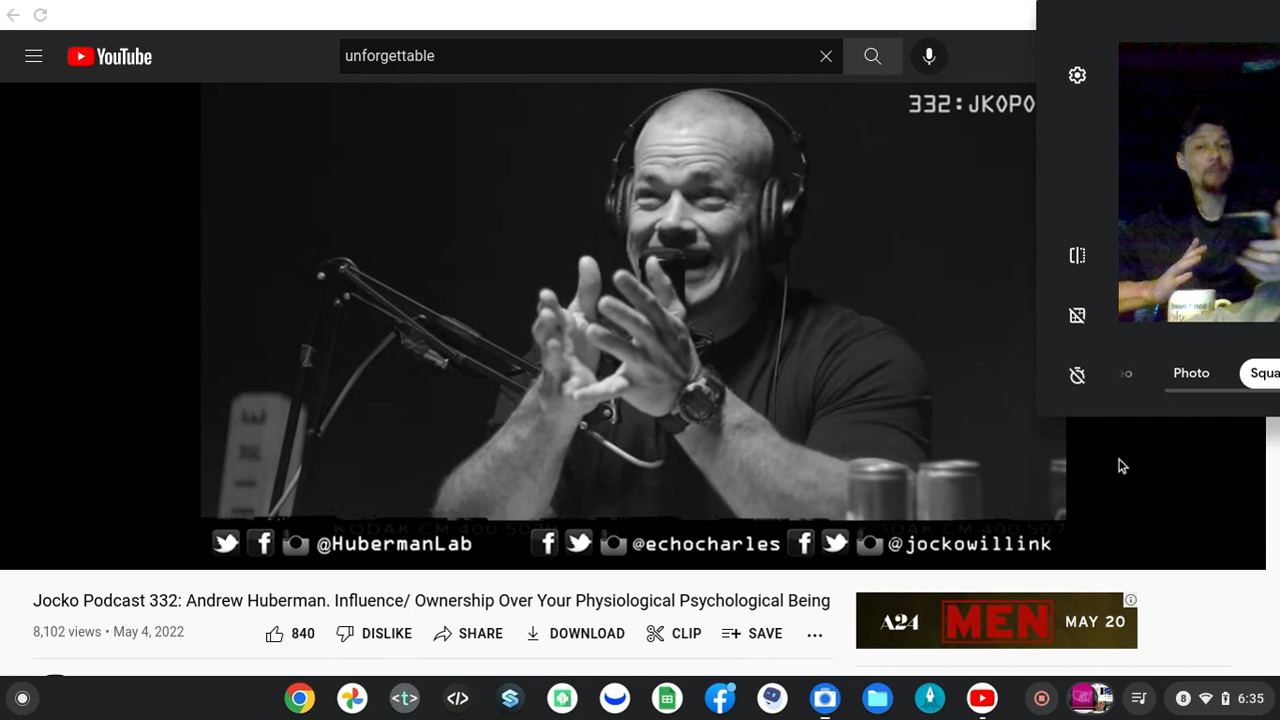 YouTube
unforgettable
332:JKOPO
Photo
Squa
@HubermanLab
@echocharles
@jockowillink
Jocko Podcast 332: Andrew Huberman. Influence/ Ownership Over Your Physiological Psychological Being
8,102 views • May 4, 2022
840
DISLIKE
SHARE
DOWNLOAD
CLIP
SAVE
A24
MEN
MAY 20
8
6:35